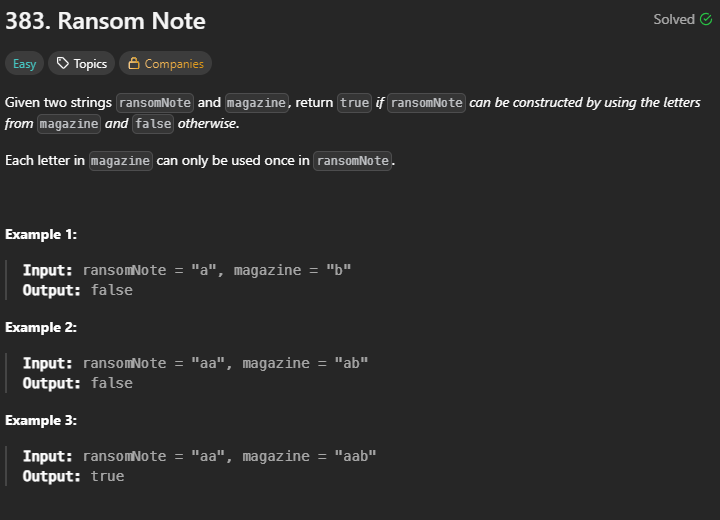 383. Ransom Note
Solved
Easy Topics Companies
Given two strings ransomNote and magazine, return true if ransomNote can be constructed by using the letters
from magazine and false otherwise.
Each letter in magazine can only be used once in ransomNote.
Example 1:
Input: ransomNote = "a", magazine = "b"
Output: false
Example 2:
Input: ransomNote = "aa", magazine = "ab"
Output: false
Example 3:
Input: ransomNote = "aa", magazine = "aab"
Output: true